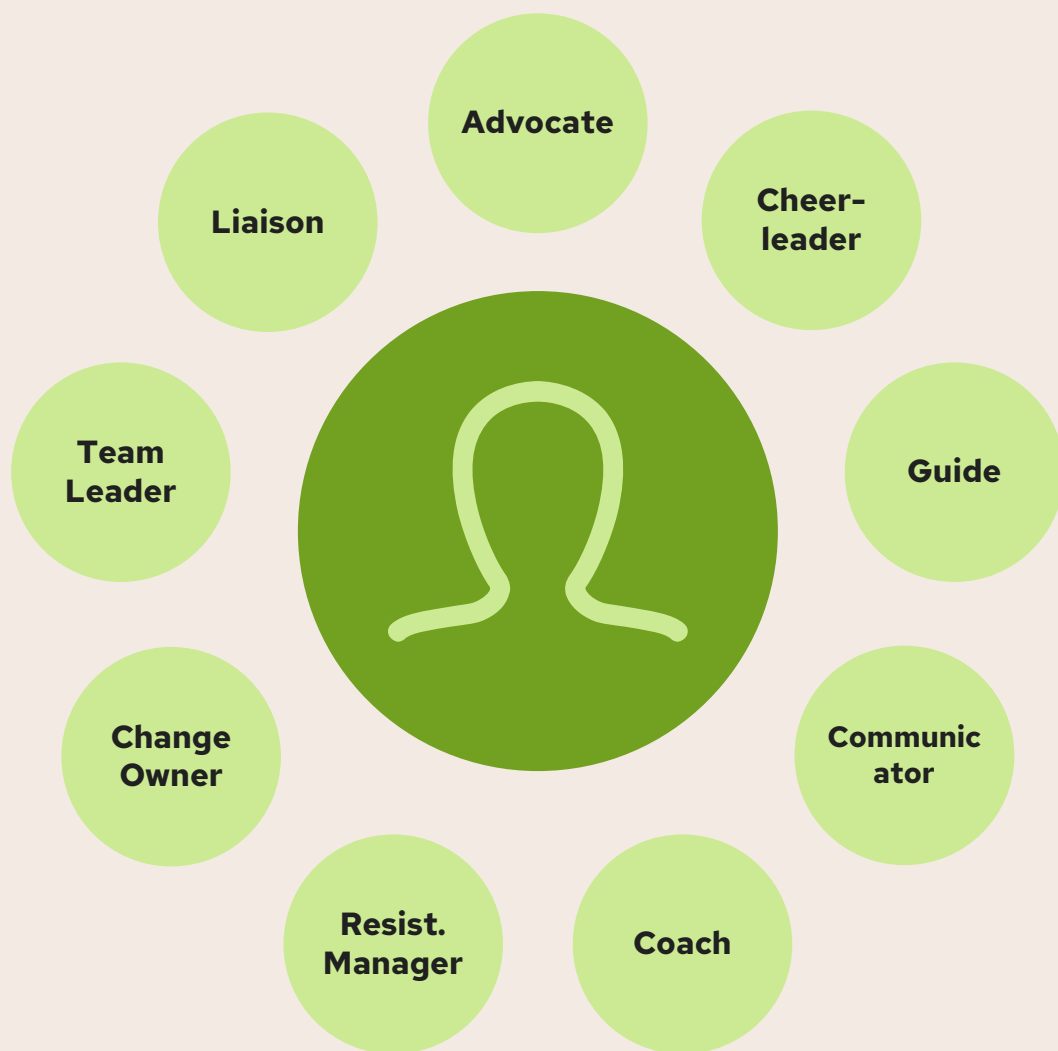 Advocate
Cheer-
leader
Guide
Communic
ator
Coach
Resist.
Manager
Change
Owner
Team
Leader
Liaison